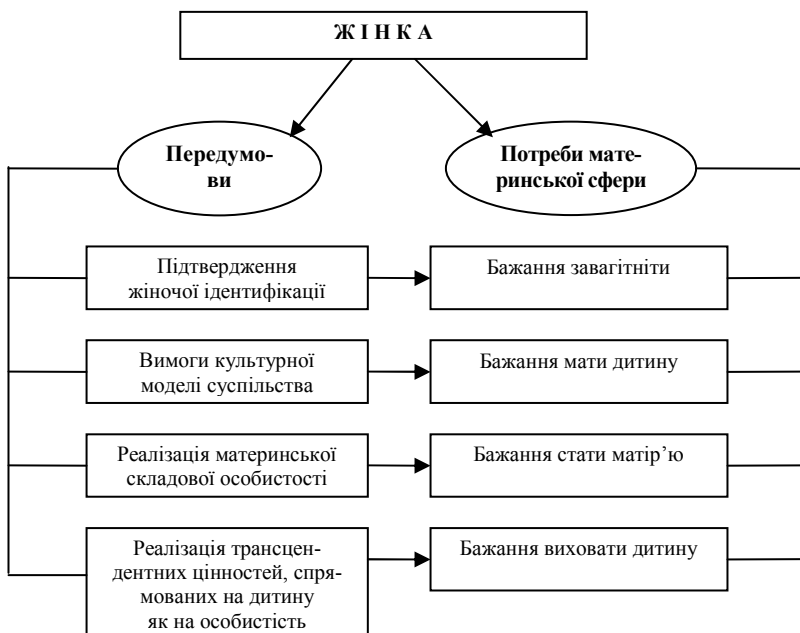 Ж І Н К А
Передумо-
ви
Потреби мате-
ринської сфери
Підтвердження
жіночої ідентифікації
Бажання завагітніти
Вимоги культурної
моделі суспільства
Бажання мати дитину
Реалізація материнської
складової особистості
Бажання стати матір’ю
Реалізація трансцен-
дентних цінностей, спря-
мованих на дитину
як на особистість
Бажання виховати дитину